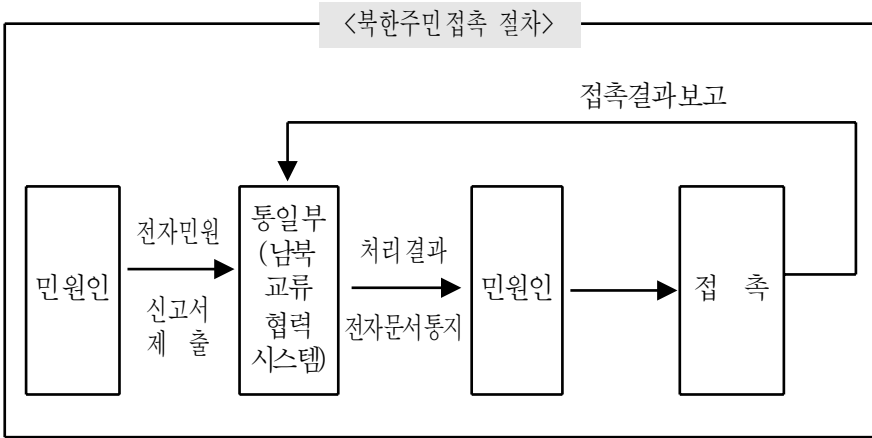 <북한주민 접촉 절차>
접촉결과 보고
민원인
전자민원
신고서
제 출
통일부
(남북
교류
협력
시스템)
처리 결과
전자문서 통지
민원인
접 촉